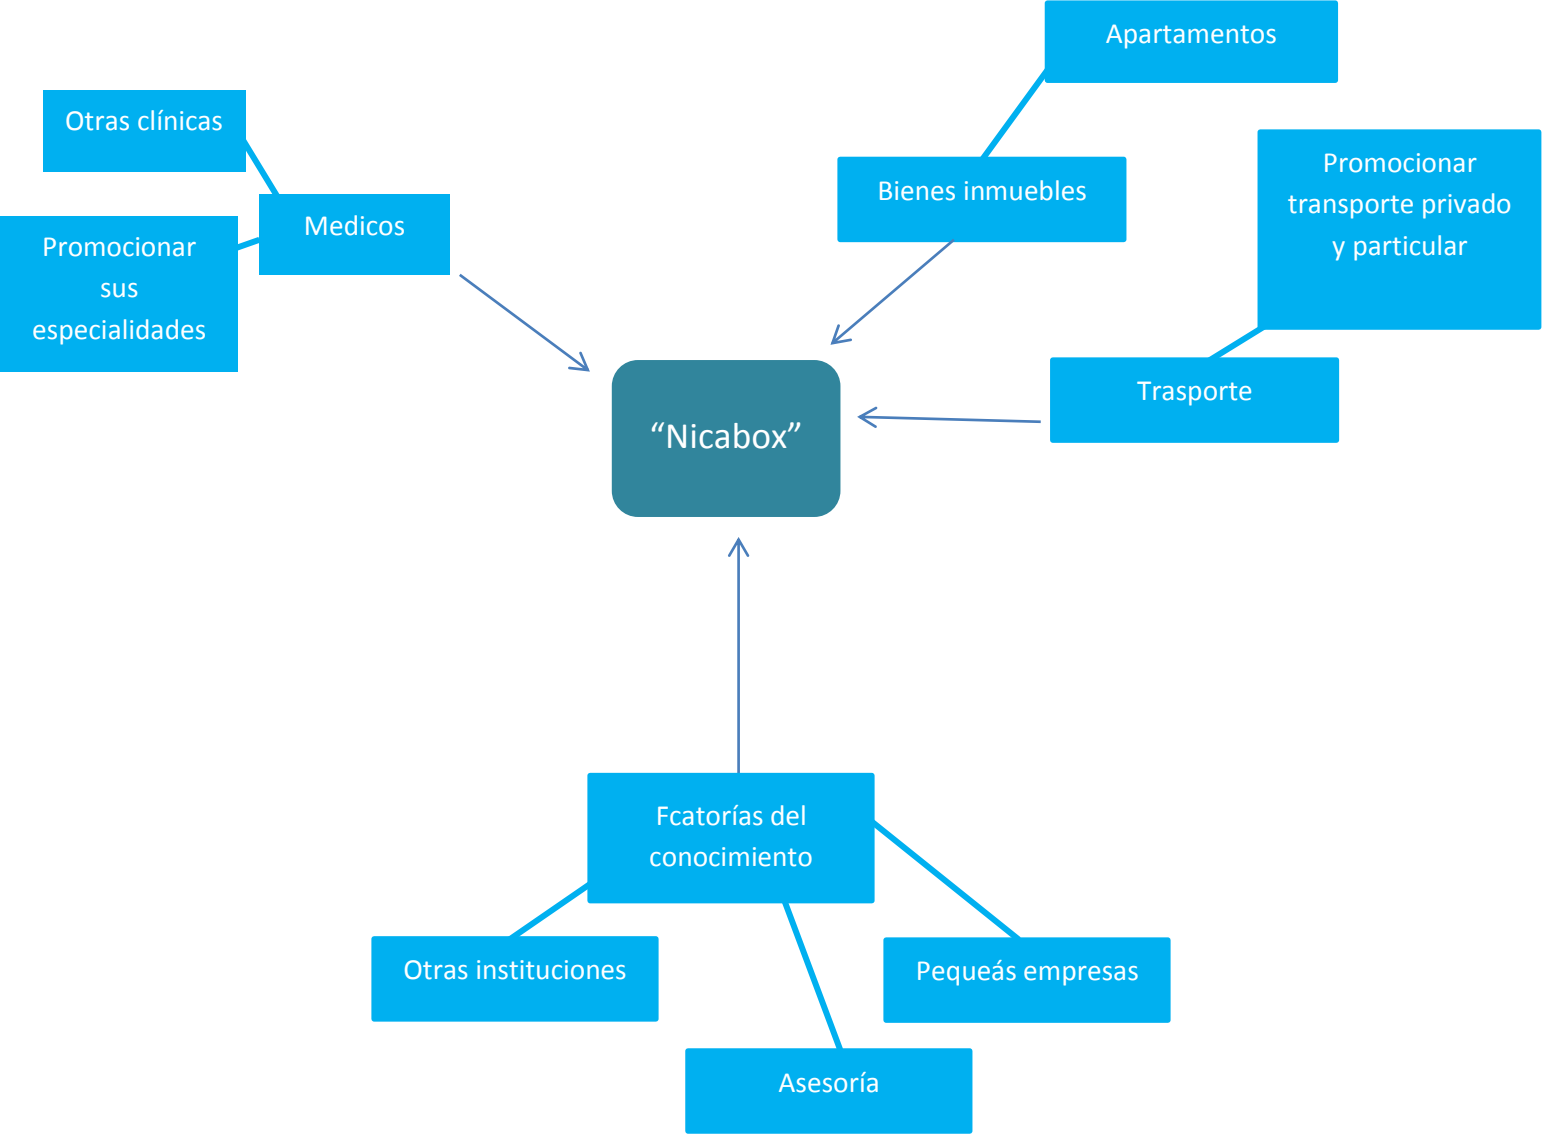 Apartamentos
Otras clínicas
Promocionar
transporte privado
y particular
Bienes inmuebles
Medicos
Promocionar
sus
especialidades
Trasporte
“Nicabox”
Fcatorías del
conocimiento
Otras instituciones
Pequeás empresas
Asesoría